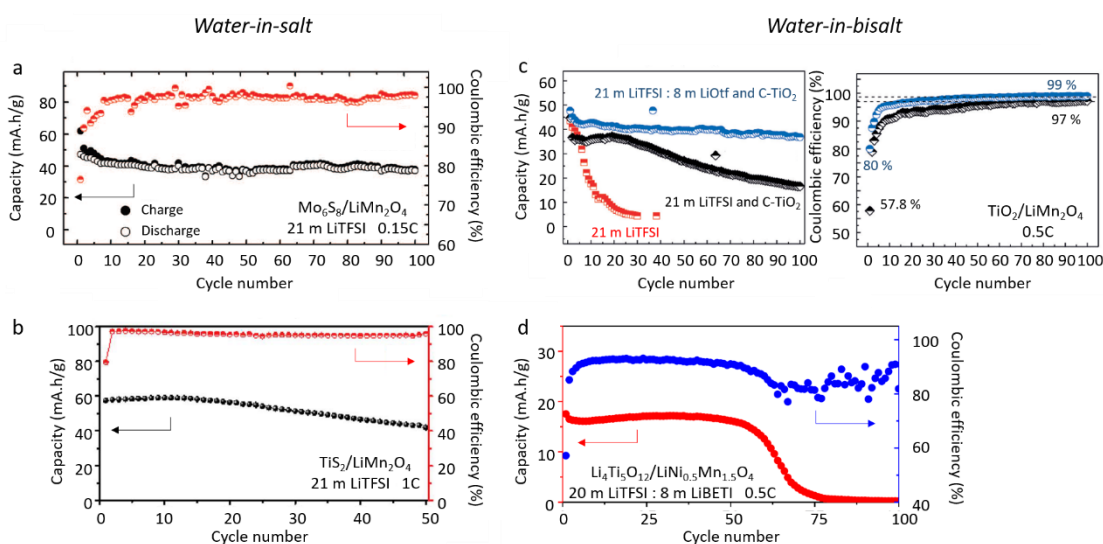 Water-in-salt
Water-in-bisalt
a
Capacity (mA.h/g)
80
60
40
20
0
Charge
Discharge
Mo6S8/LiMn2O4
21 m LiTFSI 0.15C
100
90
80
70
60
Coulombic efficiency (%)
0 10 20 30 40 50 60 70 80 90 100
Cycle number
c
Capacity (mA.h/g)
60
50
40
30
20
10
0
21 m LiTFSI : 8 m LiOtf and C-TiO2
21 m LiTFSI and C-TiO2
21 m LiTFSI
0 10 20 30 40 50 60 70 80 90 100
Cycle number
Coulombic efficiency (%)
100
90
80
70
60
50
99 %
97 %
80 %
57.8 %
TiO2/LiMn2O4
0.5C
0 10 20 30 40 50 60 70 80 90 100
Cycle number
b
Capacity (mA.h/g)
100
80
60
40
20
0
TiS2/LiMn2O4
21 m LiTFSI 1C
100
80
60
40
20
0
Coulombic efficiency (%)
0 10 20 30 40 50
Cycle number
d
Capacity (mA.h/g)
30
20
10
0
Li4Ti5O12/LiNi0.5Mn1.5O4
20 m LiTFSI : 8 m LiBETI 0.5C
100
80
60
40
Coulombic efficiency (%)
0 25 50 75 100
Cycle number